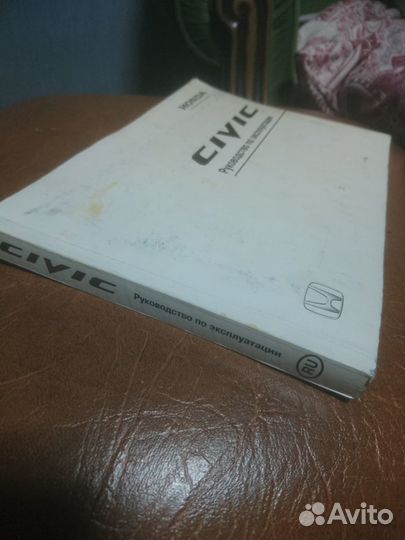 HONDA
CIVIC
Руководство по эксплуатации
CIVIC
Руководство по эксплуатации
RU
Avito